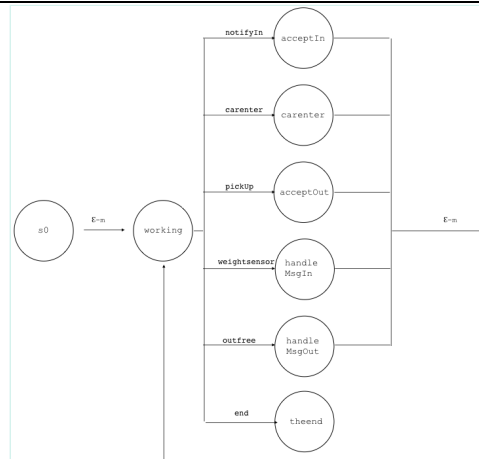 notifyIn
acceptIn
carenter
carenter
pickUp
acceptOut
s0
ε-m
working
ε-m
weightsensor
handle
MsgIn
outfree
handle
MsgOut
end
theend